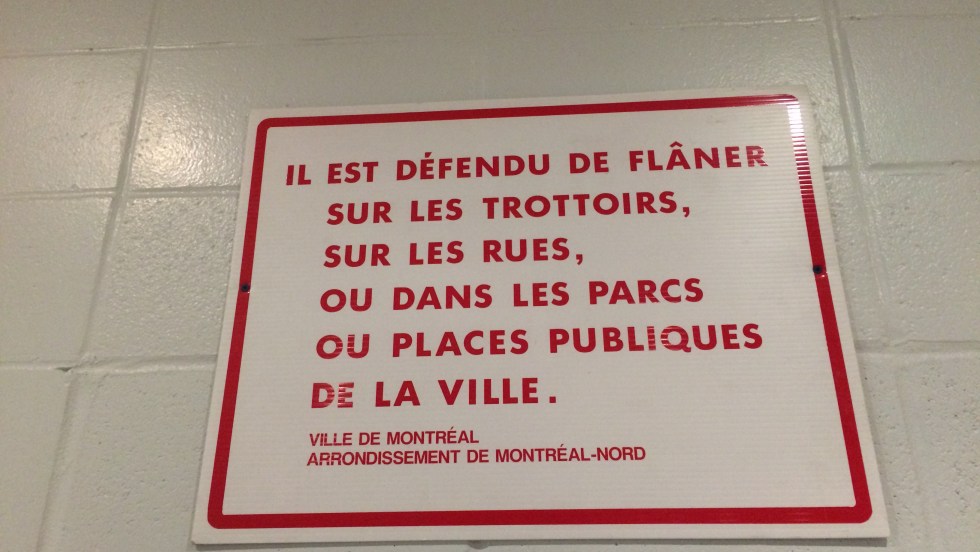 IL EST DÉFENDU DE FLÂNER
SUR LES TROTTOIRS,
SUR LES RUES,
OU DANS LES PARCS
OU PLACES PUBLIQUES
DE LA VILLE.
VILLE DE MONTRÉAL
ARRONDISSEMENT DE MONTRÉAL-NORD